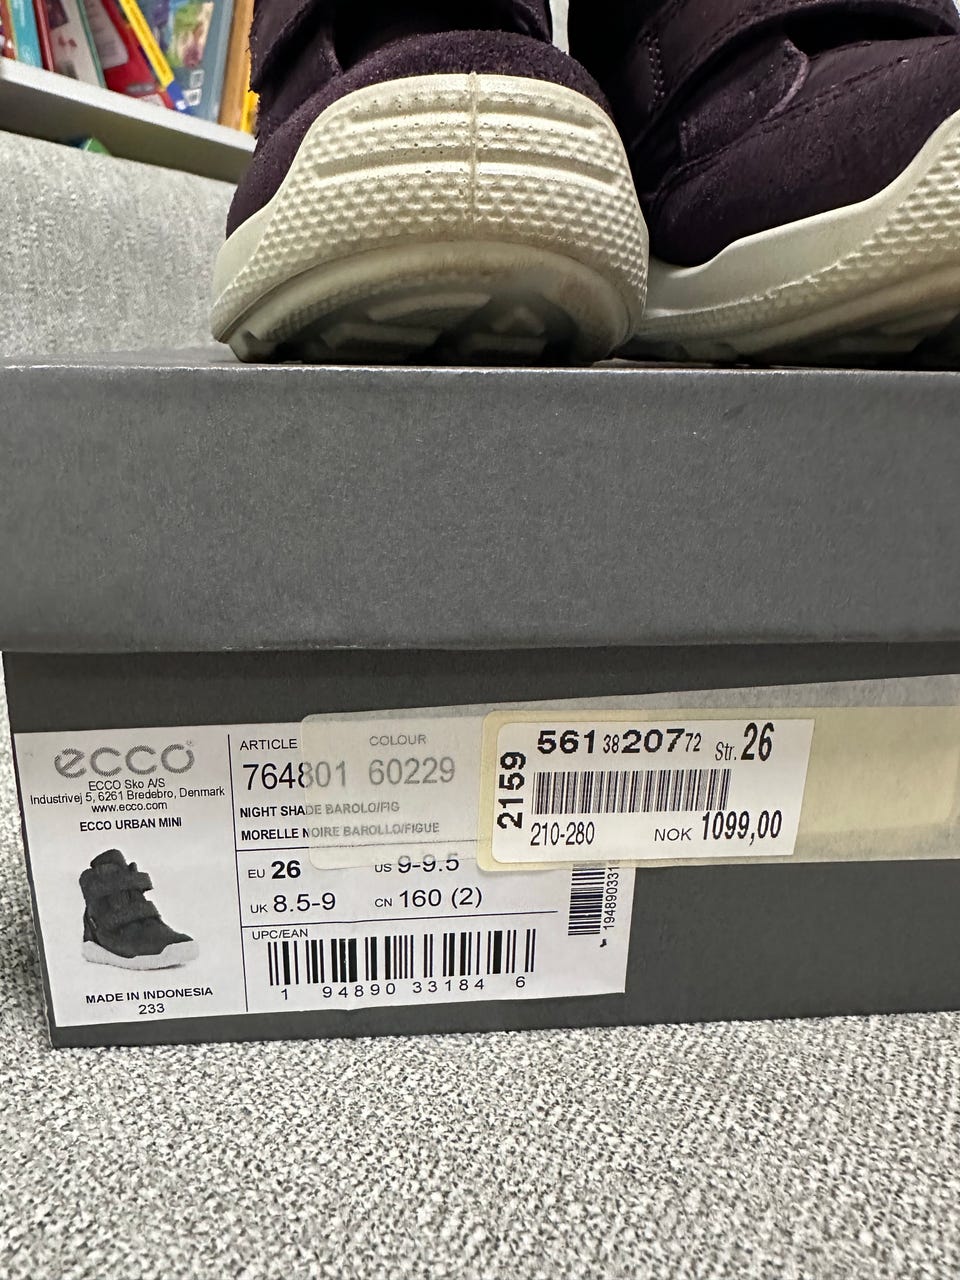 ecco
ECCO Sko A/S
Industrivej 5, 6261 Bredebro, Denmark
www.ecco.com
ECCO URBAN MINI
MADE IN INDONESIA
233
ARTICLE COLOUR
764801 60229
NIGHT SHADE BAROLO/FIG
MORELLE NOIRE BAROLLO/FIGUE
EU 26 US 9-9.5
UK 8.5-9 CN 160 (2)
UPC/EAN
1 94890 33184 6
2159
561 38 207 72 Str. 26
210-280 NOK 1099,00